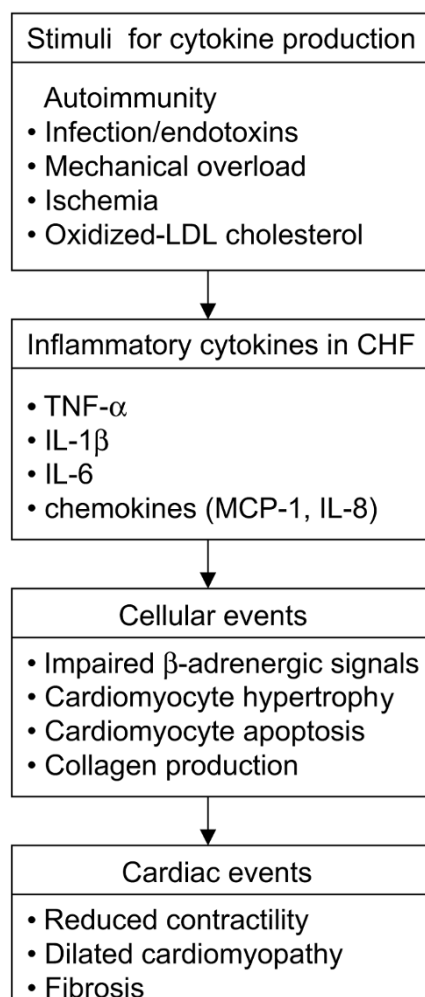 Stimuli for cytokine production
Autoimmunity
• Infection/endotoxins
• Mechanical overload
• Ischemia
• Oxidized-LDL cholesterol
Inflammatory cytokines in CHF
• TNF-α
• IL-1β
• IL-6
• chemokines (MCP-1, IL-8)
Cellular events
• Impaired β-adrenergic signals
• Cardiomyocyte hypertrophy
• Cardiomyocyte apoptosis
• Collagen production
Cardiac events
• Reduced contractility
• Dilated cardiomyopathy
• Fibrosis